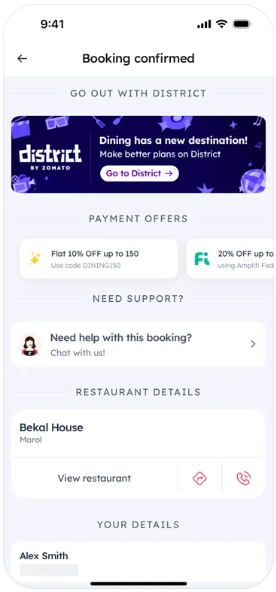 9:41
Booking confirmed
GO OUT WITH DISTRICT
district
BY ZOMATO
Dining has a new destination!
Make better plans on District
Go to District →
PAYMENT OFFERS
Flat 10% OFF up to 150
Use code DINING150
Fi
20% OFF up to
using Amplifi Fed
NEED SUPPORT?
Need help with this booking?
Chat with us!
RESTAURANT DETAILS
Bekal House
Marol
View restaurant
YOUR DETAILS
Alex Smith